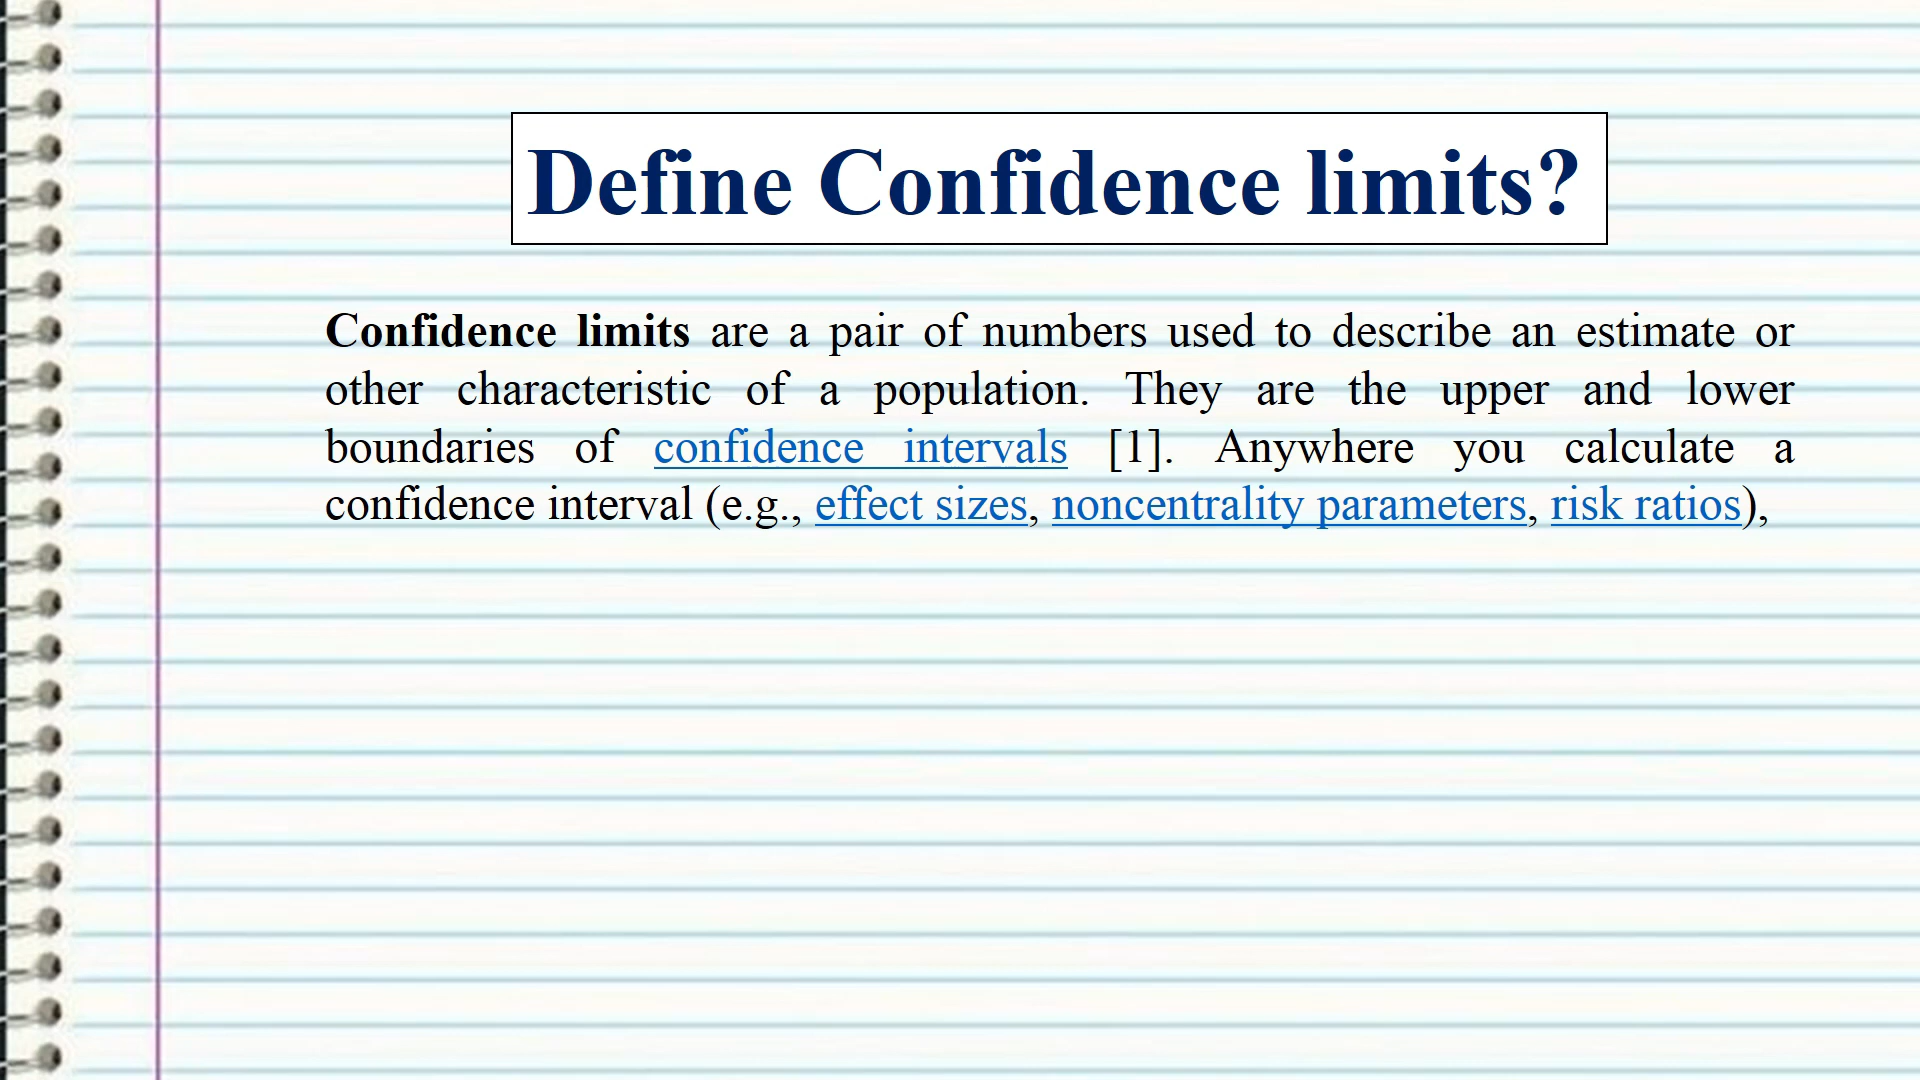 Define Confidence limits?
Confidence limits are a pair of numbers used to describe an estimate or
other characteristic of a population. They are the upper and lower
boundaries of confidence intervals [1]. Anywhere you calculate a
confidence interval (e.g., effect sizes, noncentrality parameters, risk ratios),